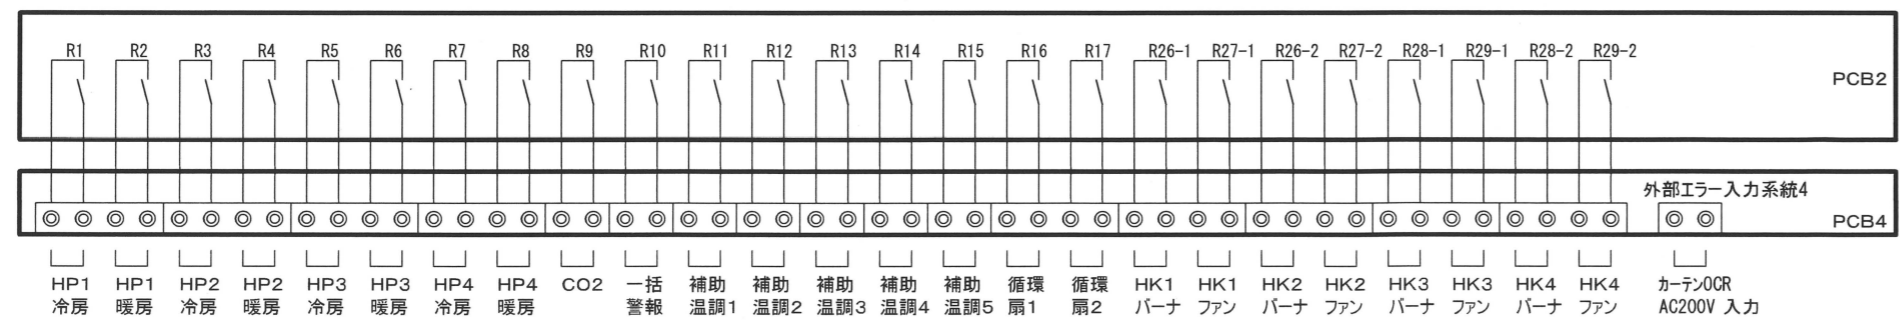 R1 R2 R3 R4 R5 R6 R7 R8 R9 R10 R11 R12 R13 R14 R15 R16 R17 R26-1 R27-1 R26-2 R27-2 R28-1 R29-1 R28-2 R29-2
PCB2
外部エラー入力系統4
PCB4
HP1 HP1 HP2 HP2 HP3 HP3 HP4 HP4 CO2 一括 補助 補助 補助 補助 補助 循環 循環 HK1 HK1 HK2 HK2 HK3 HK3 HK4 HK4 カーテンOCR
冷房 暖房 冷房 暖房 冷房 暖房 冷房 暖房 警報 温調1 温調2 温調3 温調4 温調5 扇1 扇2 バーナ ファン バーナ ファン バーナ ファン バーナ ファン AC200V 入力